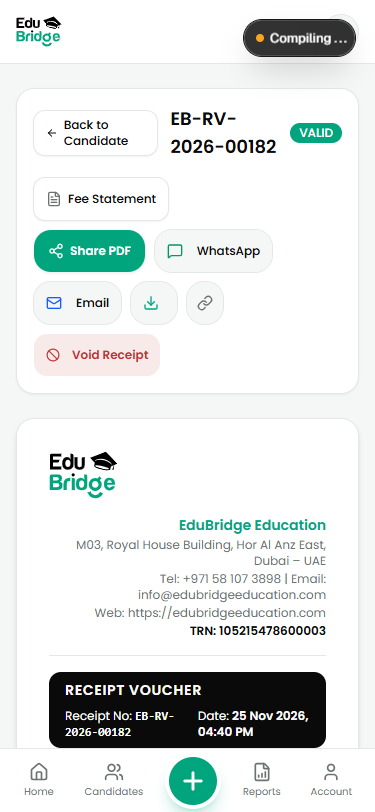 Edu
Bridge
Compiling ...
Back to
Candidate
EB-RV-
2026-00182
VALID
Fee Statement
Share PDF
WhatsApp
Email
Void Receipt
Edu
Bridge
EduBridge Education
M03, Royal House Building, Hor Al Anz East,
Dubai – UAE
Tel: +971 58 107 3898 | Email:
info@edubridgeeducation.com
Web: https://edubridgeeducation.com
TRN: 105215478600003
RECEIPT VOUCHER
Receipt No: EB-RV-
2026-00182
Date: 25 Nov 2026,
04:40 PM
Home
Candidates
Reports
Account